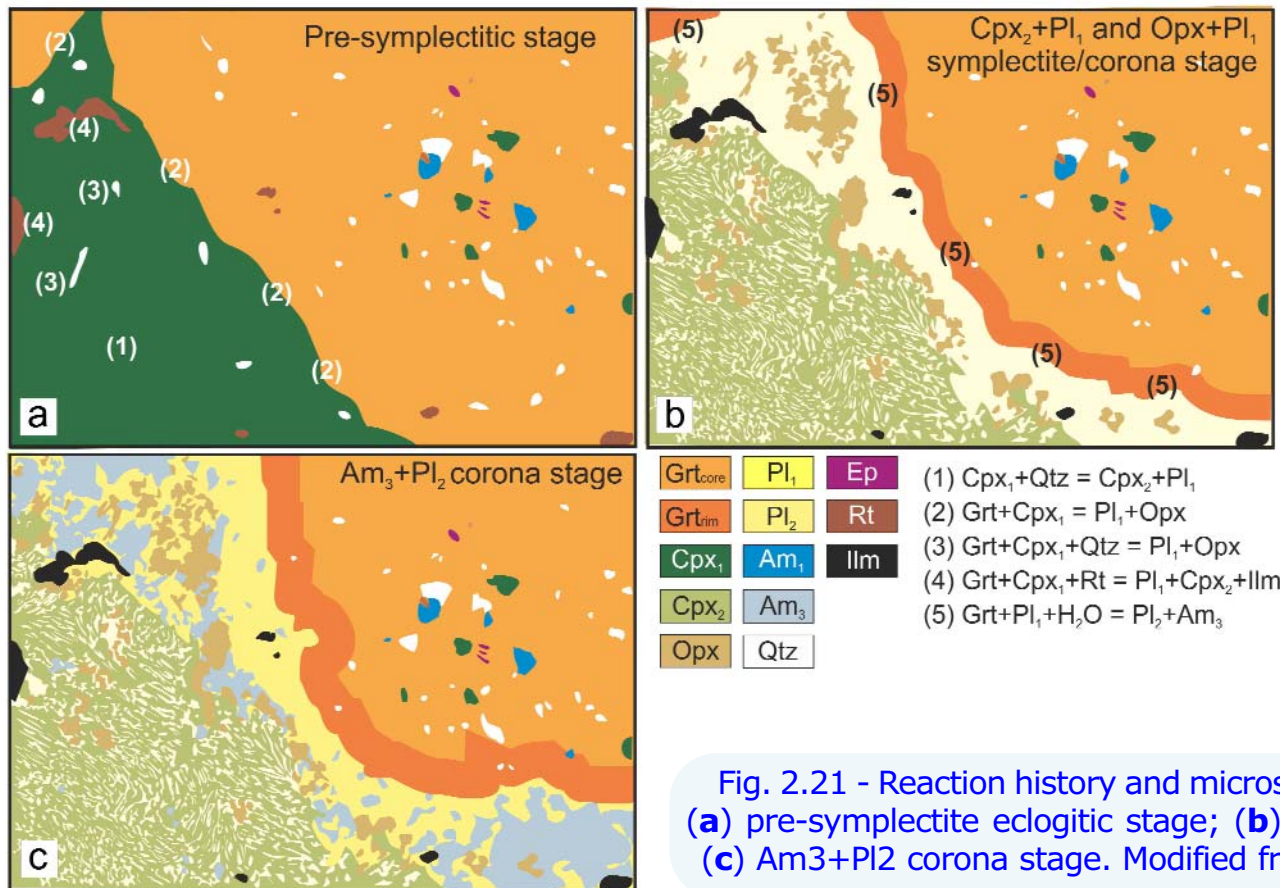 Pre-symplectitic stage
(2)
(4)
(2)
(3)
(4)
(3)
(2)
(1)
(2)
a
Cpx₂+Pl₁ and Opx+Pl₁
symplectite/corona stage
(5)
(5)
(5)
(5)
(5)
b
Am₃+Pl₂ corona stage
c
Grtcore Pl₁ Ep
Grtrim Pl₂ Rt
Cpx₁ Am₁ Ilm
Cpx₂ Am₃
Opx Qtz
(1) Cpx₁+Qtz = Cpx₂+Pl₁
(2) Grt+Cpx₁ = Pl₁+Opx
(3) Grt+Cpx₁+Qtz = Pl₁+Opx
(4) Grt+Cpx₁+Rt = Pl₁+Cpx₂+Ilm
(5) Grt+Pl₁+H₂O = Pl₂+Am₃
Fig. 2.21 - Reaction history and micros
(a) pre-symplectite eclogitic stage; (b)
(c) Am3+Pl2 corona stage. Modified fr